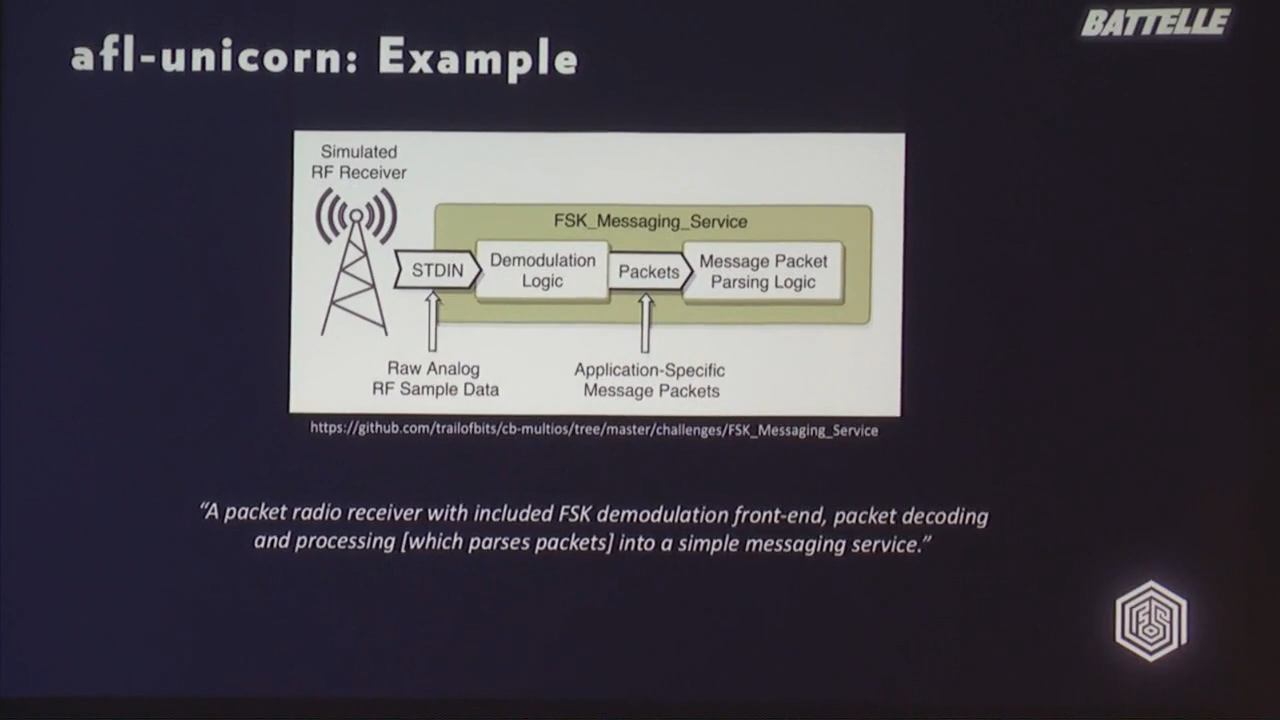 BATTELLE
afl-unicorn: Example
Simulated
RF Receiver
FSK_Messaging_Service
STDIN
Demodulation
Logic
Packets
Message Packet
Parsing Logic
Raw Analog
RF Sample Data
Application-Specific
Message Packets
https://github.com/trailofbits/cb-multios/tree/master/challenges/FSK_Messaging_Service
“A packet radio receiver with included FSK demodulation front-end, packet decoding
and processing [which parses packets] into a simple messaging service.”